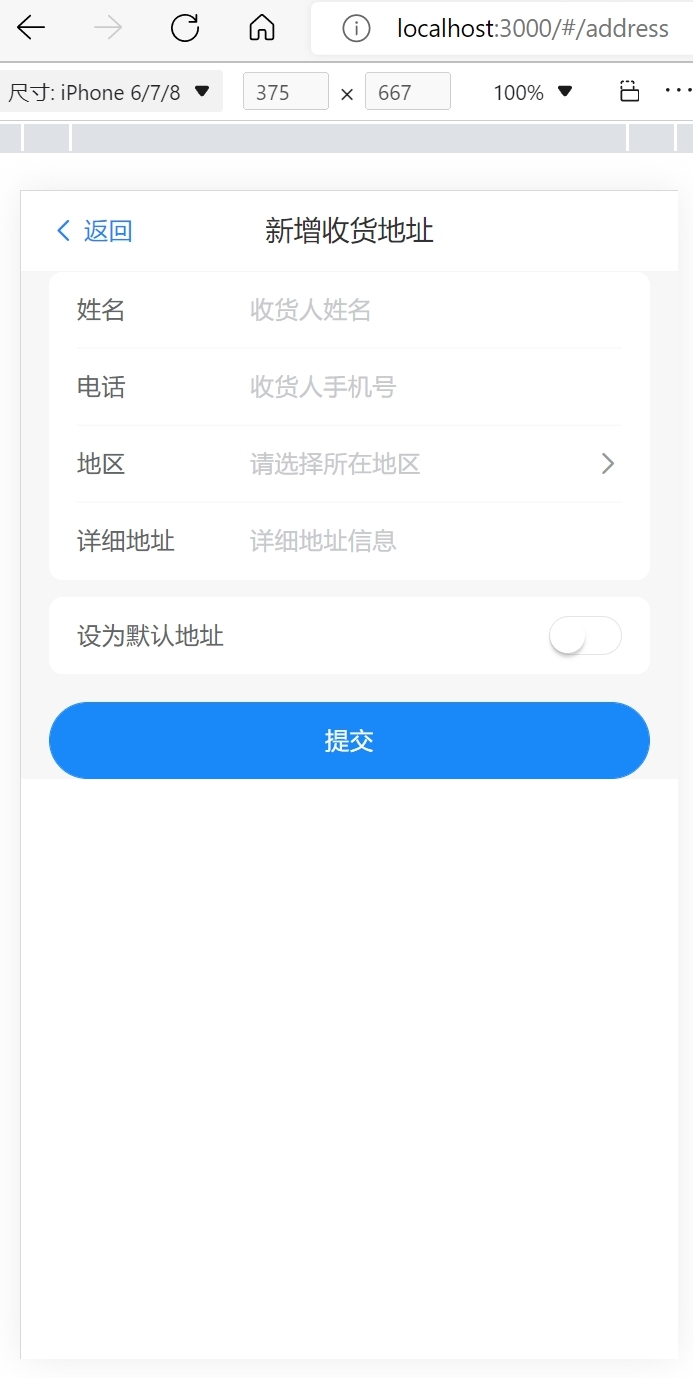 localhost:3000/#/address
尺寸: iPhone 6/7/8 375 × 667 100%
返回 新增收货地址
姓名 收货人姓名
电话 收货人手机号
地区 请选择所在地区
详细地址 详细地址信息
设为默认地址
提交